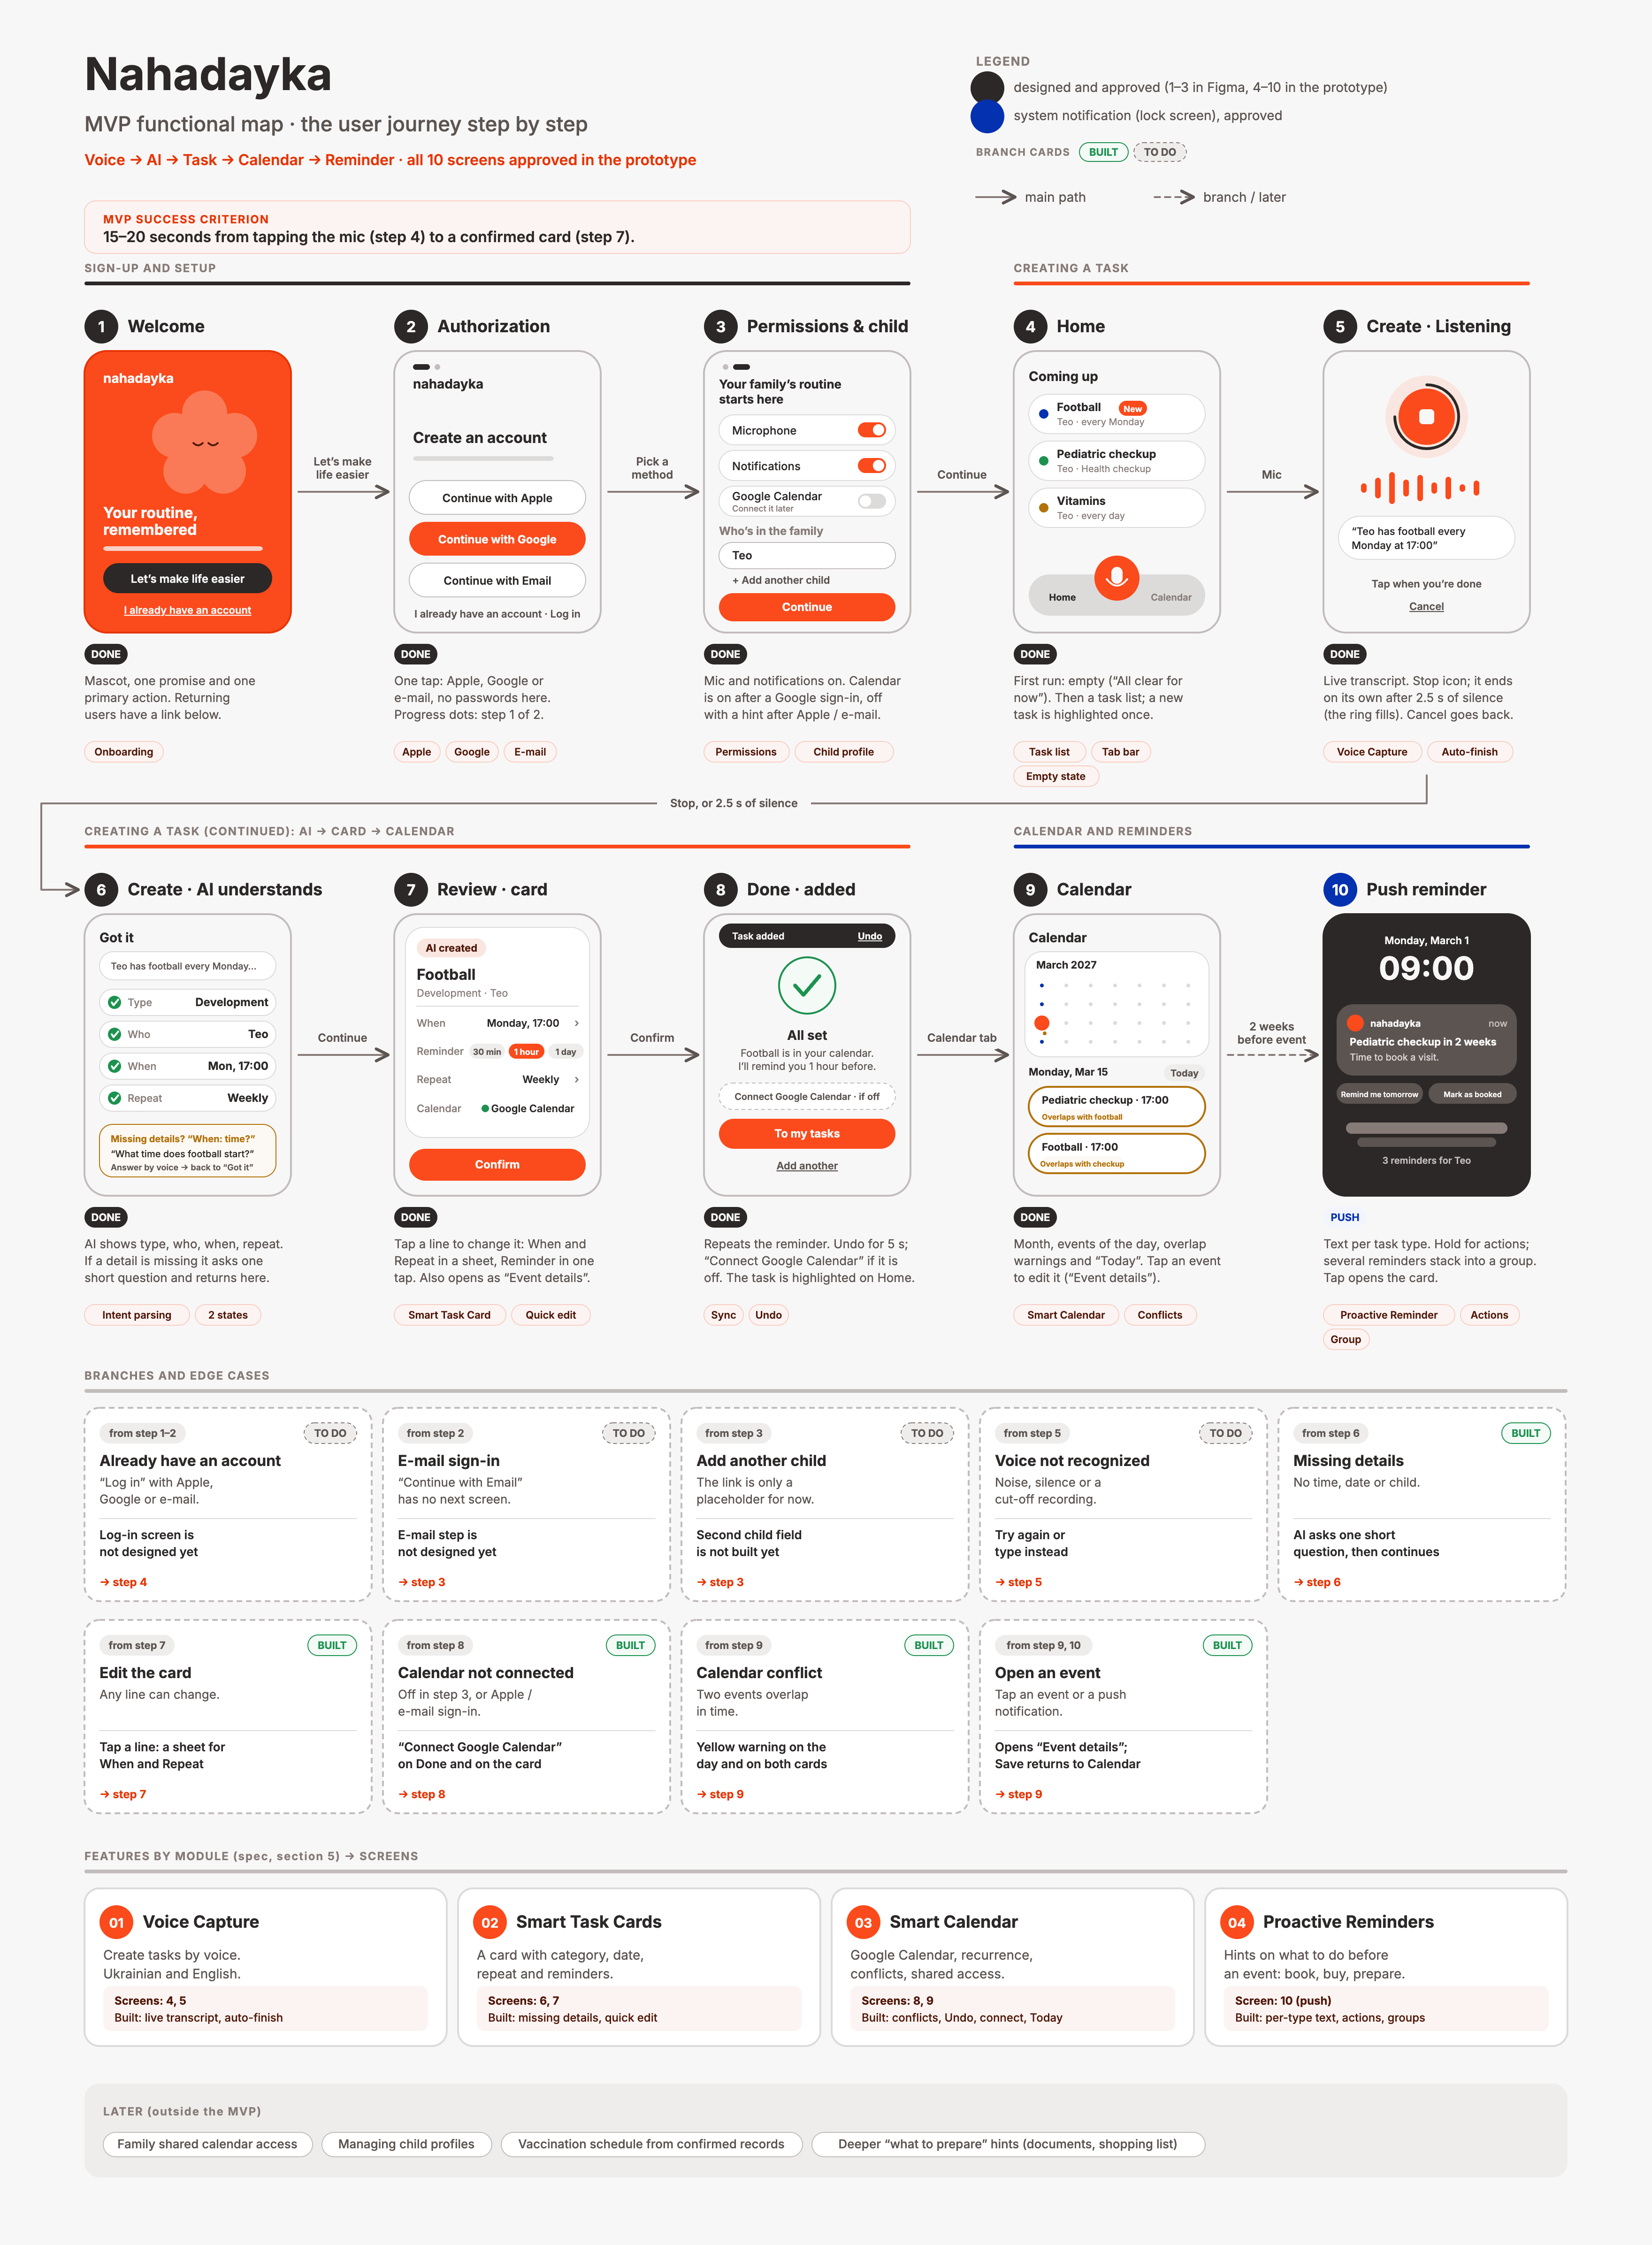 Nahadayka
MVP functional map · the user journey step by step
Voice → AI → Task → Calendar → Reminder · all 10 screens approved in the prototype
LEGEND
designed and approved (1–3 in Figma, 4–10 in the prototype)
system notification (lock screen), approved
BRANCH CARDS BUILT TO DO
main path branch / later
MVP SUCCESS CRITERION
15–20 seconds from tapping the mic (step 4) to a confirmed card (step 7).
SIGN-UP AND SETUP
CREATING A TASK
1 Welcome
nahadayka
Your routine,
remembered
Let’s make life easier
I already have an account
DONE
Mascot, one promise and one
primary action. Returning
users have a link below.
Onboarding
Let’s make
life easier
2 Authorization
nahadayka
Create an account
Continue with Apple
Continue with Google
Continue with Email
I already have an account · Log in
DONE
One tap: Apple, Google or
e-mail, no passwords here.
Progress dots: step 1 of 2.
Apple Google E-mail
Pick a
method
3 Permissions & child
Your family’s routine
starts here
Microphone
Notifications
Google Calendar
Connect it later
Who’s in the family
Teo
+ Add another child
Continue
DONE
Mic and notifications on. Calendar
is on after a Google sign-in, off
with a hint after Apple / e-mail.
Permissions Child profile
Continue
4 Home
Coming up
Football New
Teo · every Monday
Pediatric checkup
Teo · Health checkup
Vitamins
Teo · every day
Home Calendar
DONE
First run: empty (“All clear for
now”). Then a task list; a new
task is highlighted once.
Task list Tab bar
Empty state
Mic
5 Create · Listening
“Teo has football every
Monday at 17:00”
Tap when you’re done
Cancel
DONE
Live transcript. Stop icon; it ends
on its own after 2.5 s of silence
(the ring fills). Cancel goes back.
Voice Capture Auto-finish
Stop, or 2.5 s of silence
CREATING A TASK (CONTINUED): AI → CARD → CALENDAR
CALENDAR AND REMINDERS
6 Create · AI understands
Got it
Teo has football every Monday...
Type Development
Who Teo
When Mon, 17:00
Repeat Weekly
Missing details? “When: time?”
“What time does football start?”
Answer by voice → back to “Got it”
DONE
AI shows type, who, when, repeat.
If a detail is missing it asks one
short question and returns here.
Intent parsing 2 states
Continue
7 Review · card
AI created
Football
Development · Teo
When Monday, 17:00 ›
Reminder 30 min 1 hour 1 day
Repeat Weekly ›
Calendar Google Calendar
Confirm
DONE
Tap a line to change it: When and
Repeat in a sheet, Reminder in one
tap. Also opens as “Event details”.
Smart Task Card Quick edit
Confirm
8 Done · added
Task added Undo
All set
Football is in your calendar.
I’ll remind you 1 hour before.
Connect Google Calendar · if off
To my tasks
Add another
DONE
Repeats the reminder. Undo for 5 s;
“Connect Google Calendar” if it is
off. The task is highlighted on Home.
Sync Undo
Calendar tab
9 Calendar
Calendar
March 2027
Monday, Mar 15 Today
Pediatric checkup · 17:00
Overlaps with football
Football · 17:00
Overlaps with checkup
DONE
Month, events of the day, overlap
warnings and “Today”. Tap an event
to edit it (“Event details”).
Smart Calendar Conflicts
2 weeks
before event
10 Push reminder
Monday, March 1
09:00
nahadayka now
Pediatric checkup in 2 weeks
Time to book a visit.
Remind me tomorrow Mark as booked
3 reminders for Teo
PUSH
Text per task type. Hold for actions;
several reminders stack into a group.
Tap opens the card.
Proactive Reminder Actions
Group
BRANCHES AND EDGE CASES
from step 1–2 TO DO
Already have an account
“Log in” with Apple,
Google or e-mail.
Log-in screen is
not designed yet
→ step 4
from step 2 TO DO
E-mail sign-in
“Continue with Email”
has no next screen.
E-mail step is
not designed yet
→ step 3
from step 3 TO DO
Add another child
The link is only a
placeholder for now.
Second child field
is not built yet
→ step 3
from step 5 TO DO
Voice not recognized
Noise, silence or a
cut-off recording.
Try again or
type instead
→ step 5
from step 6 BUILT
Missing details
No time, date or child.
AI asks one short
question, then continues
→ step 6
from step 7 BUILT
Edit the card
Any line can change.
Tap a line: a sheet for
When and Repeat
→ step 7
from step 8 BUILT
Calendar not connected
Off in step 3, or Apple /
e-mail sign-in.
“Connect Google Calendar”
on Done and on the card
→ step 8
from step 9 BUILT
Calendar conflict
Two events overlap
in time.
Yellow warning on the
day and on both cards
→ step 9
from step 9, 10 BUILT
Open an event
Tap an event or a push
notification.
Opens “Event details”;
Save returns to Calendar
→ step 9
FEATURES BY MODULE (spec, section 5) → SCREENS
01 Voice Capture
Create tasks by voice.
Ukrainian and English.
Screens: 4, 5
Built: live transcript, auto-finish
02 Smart Task Cards
A card with category, date,
repeat and reminders.
Screens: 6, 7
Built: missing details, quick edit
03 Smart Calendar
Google Calendar, recurrence,
conflicts, shared access.
Screens: 8, 9
Built: conflicts, Undo, connect, Today
04 Proactive Reminders
Hints on what to do before
an event: book, buy, prepare.
Screen: 10 (push)
Built: per-type text, actions, groups
LATER (outside the MVP)
Family shared calendar access
Managing child profiles
Vaccination schedule from confirmed records
Deeper “what to prepare” hints (documents, shopping list)